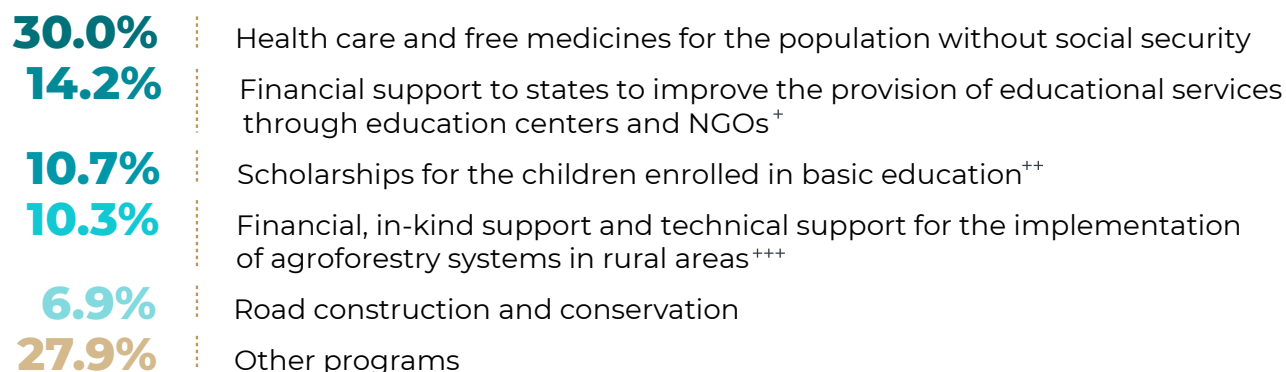 30.0% Health care and free medicines for the population without social security
14.2% Financial support to states to improve the provision of educational services
through education centers and NGOs+
10.7% Scholarships for the children enrolled in basic education++
10.3% Financial, in-kind support and technical support for the implementation
of agroforestry systems in rural areas+++
6.9% Road construction and conservation
27.9% Other programs